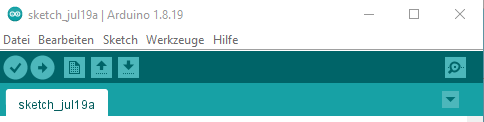 sketch_jul19a | Arduino 1.8.19
Datei Bearbeiten Sketch Werkzeuge Hilfe
sketch_jul19a